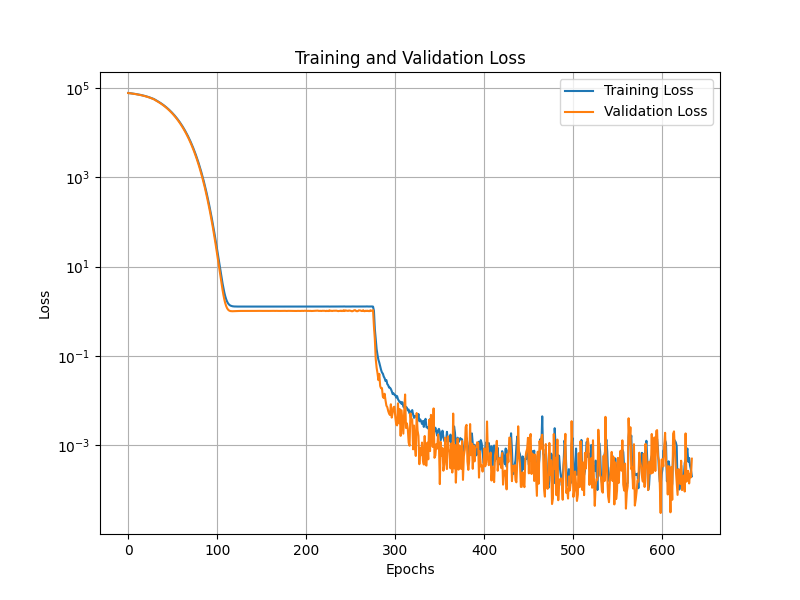 Training and Validation Loss
Training Loss
Validation Loss
10^5
10^3
10^1
10^−1
10^−3
Loss
0 100 200 300 400 500 600
Epochs